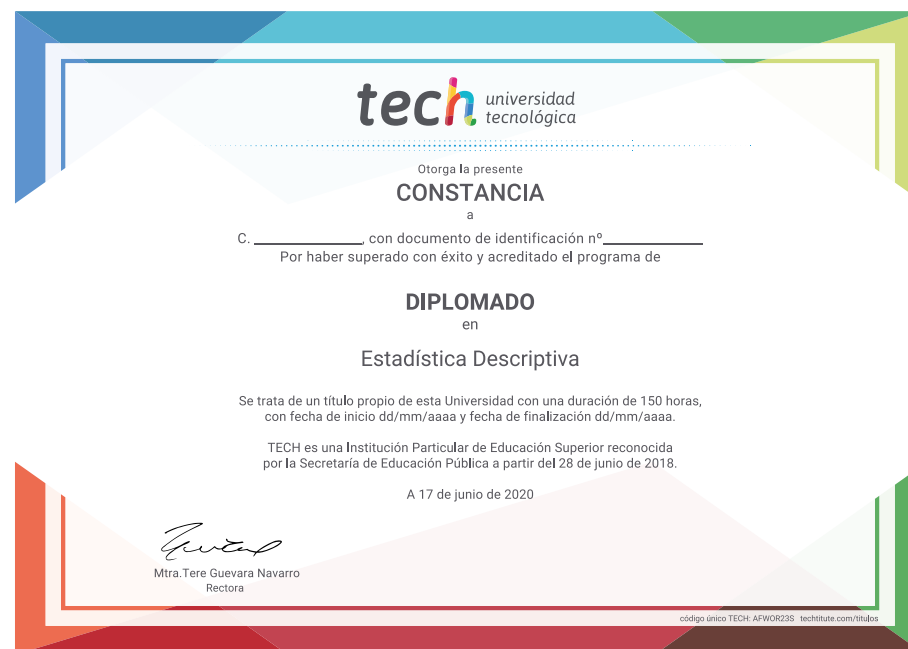 tech universidad
tecnológica
Otorga la presente
CONSTANCIA
a
C. ______________, con documento de identificación nº_____________
Por haber superado con éxito y acreditado el programa de
DIPLOMADO
en
Estadística Descriptiva
Se trata de un título propio de esta Universidad con una duración de 150 horas,
con fecha de inicio dd/mm/aaaa y fecha de finalización dd/mm/aaaa.
TECH es una Institución Particular de Educación Superior reconocida
por la Secretaría de Educación Pública a partir del 28 de junio de 2018.
A 17 de junio de 2020
Mtra.Tere Guevara Navarro
Rectora
código único TECH: AFWOR23S techtitute.com/titulos